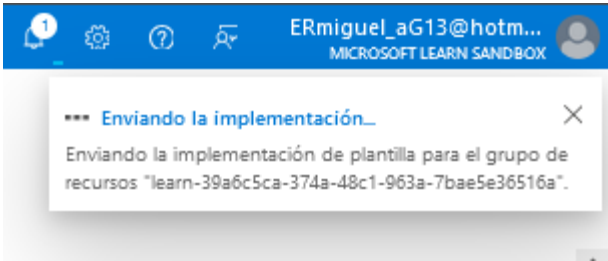 1
ERmiguel_aG13@hotm...
MICROSOFT LEARN SANDBOX
Enviando la implementación...
Enviando la implementación de plantilla para el grupo de
recursos "learn-39a6c5ca-374a-48c1-963a-7bae5e36516a".